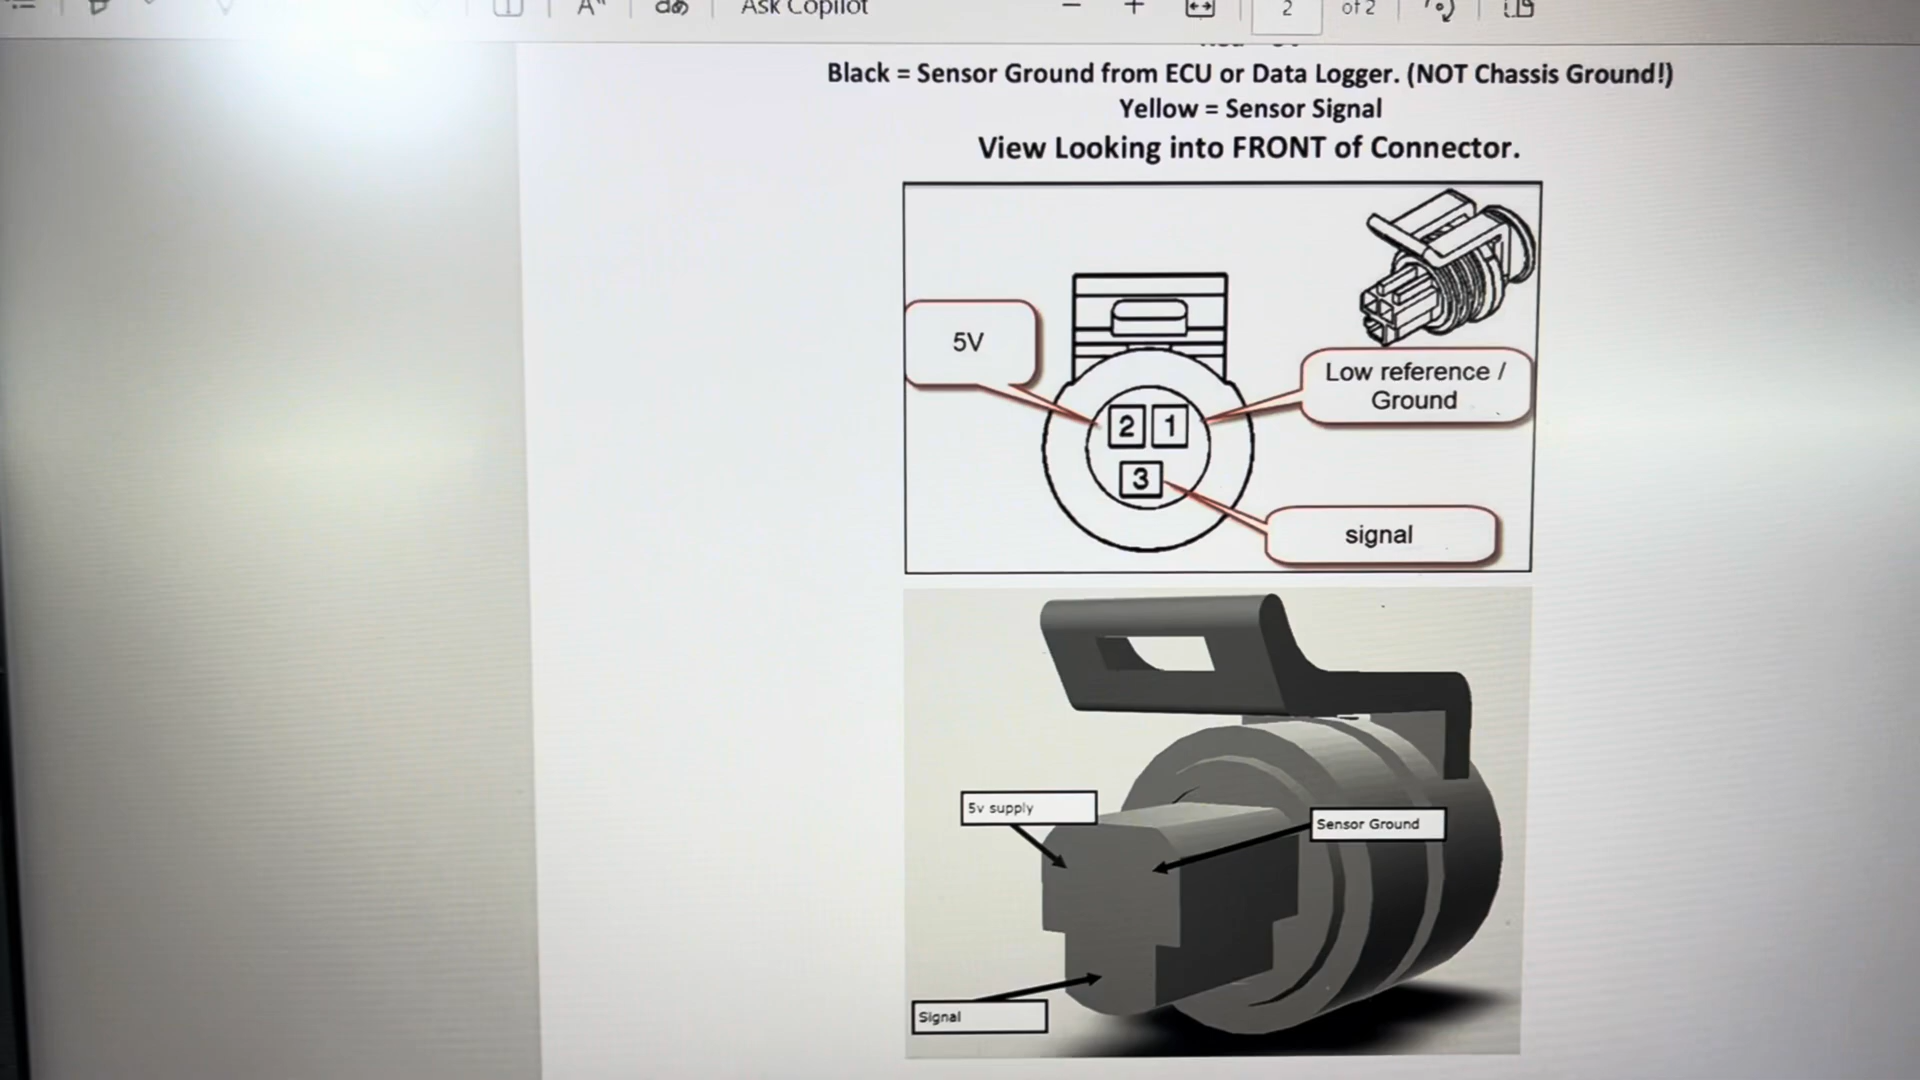 Ask Copilot
2
of 2
Black = Sensor Ground from ECU or Data Logger. (NOT Chassis Ground!)
Yellow = Sensor Signal
View Looking into FRONT of Connector.
5V
Low reference /
Ground
2 1
3
signal
5v supply
Sensor Ground
Signal